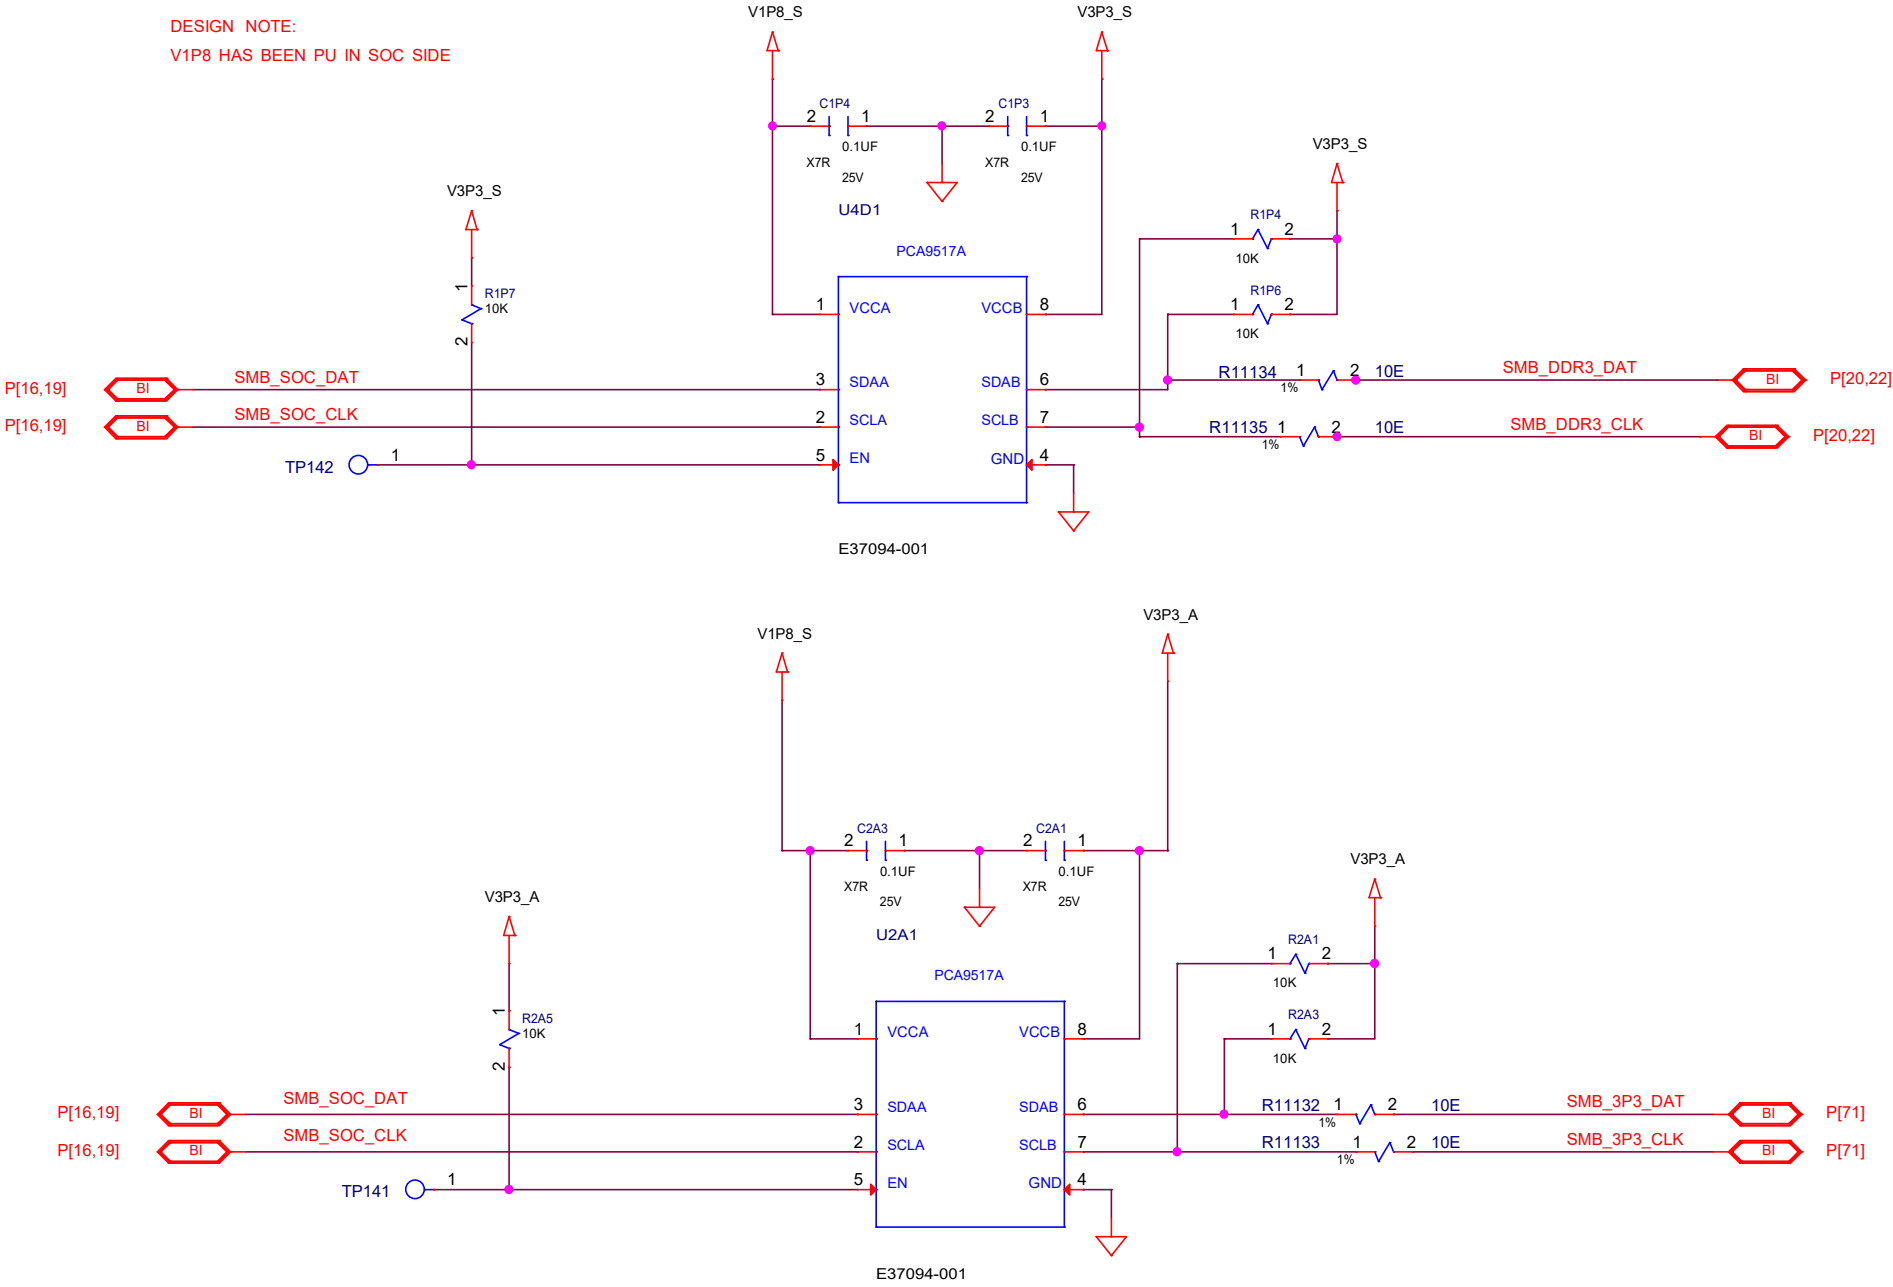 DESIGN NOTE:
V1P8 HAS BEEN PU IN SOC SIDE
V1P8_S
V3P3_S
C1P4
2 1
0.1UF
X7R
25V
C1P3
2 1
0.1UF
X7R
25V
U4D1
PCA9517A
V3P3_S
1
R1P7
10K
2
V3P3_S
R1P4
1 2
10K
R1P6
1 2
10K
1 VCCA
VCCB 8
P[16,19] BI SMB_SOC_DAT 3 SDAA
SDAB 6 R11134 1 2 10E SMB_DDR3_DAT BI P[20,22]
1%
P[16,19] BI SMB_SOC_CLK 2 SCLA
SCLB 7 R11135 1 2 10E SMB_DDR3_CLK BI P[20,22]
1%
TP142 1 5 EN
GND 4
E37094-001
V1P8_S
V3P3_A
C2A3
2 1
0.1UF
X7R
25V
C2A1
2 1
0.1UF
X7R
25V
U2A1
PCA9517A
V3P3_A
1
R2A5
10K
2
V3P3_A
R2A1
1 2
10K
R2A3
1 2
10K
1 VCCA
VCCB 8
P[16,19] BI SMB_SOC_DAT 3 SDAA
SDAB 6 R11132 1 2 10E SMB_3P3_DAT BI P[71]
1%
P[16,19] BI SMB_SOC_CLK 2 SCLA
SCLB 7 R11133 1 2 10E SMB_3P3_CLK BI P[71]
1%
TP141 1 5 EN
GND 4
E37094-001